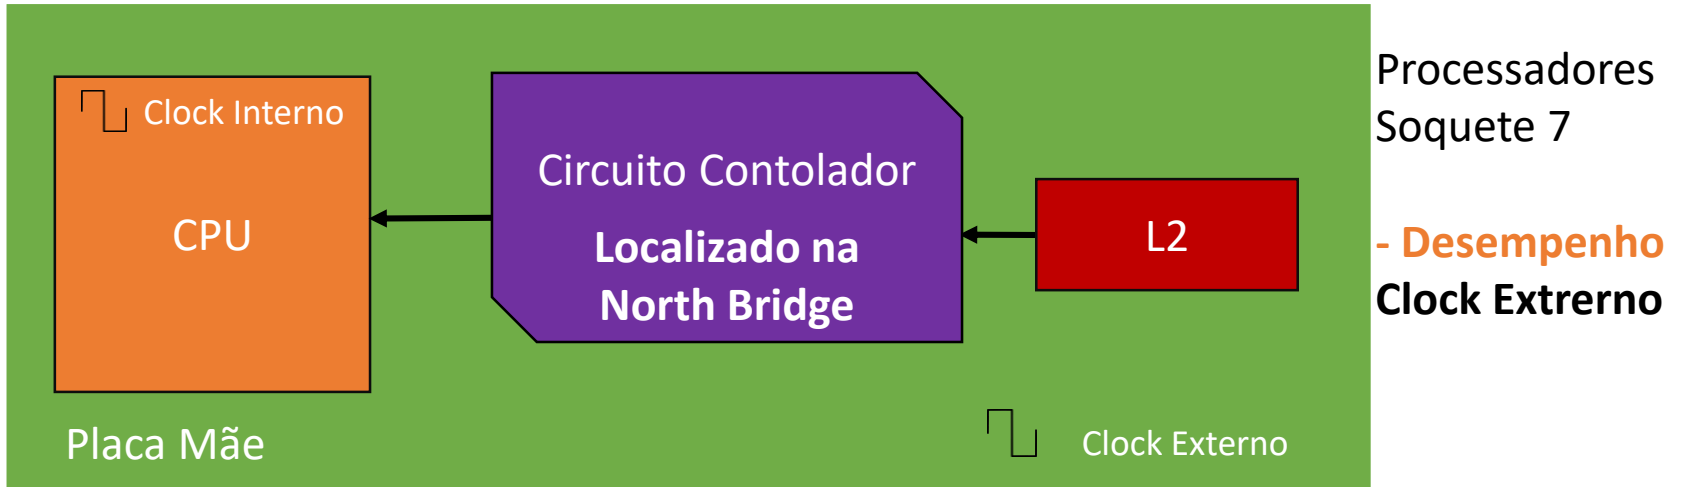 Clock Interno
CPU
Circuito Contolador
Localizado na
North Bridge
L2
Placa Mãe
Clock Externo
Processadores
Soquete 7
- Desempenho
Clock Extrerno